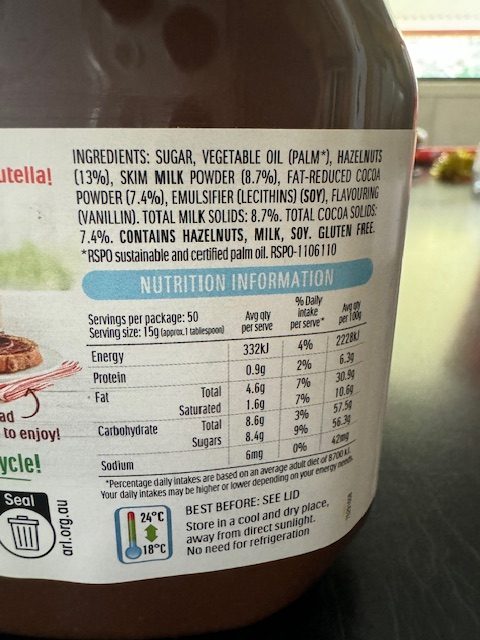 utella!
INGREDIENTS: SUGAR, VEGETABLE OIL (PALM*), HAZELNUTS
(13%), SKIM MILK POWDER (8.7%), FAT-REDUCED COCOA
POWDER (7.4%), EMULSIFIER (LECITHINS) (SOY), FLAVOURING
(VANILLIN). TOTAL MILK SOLIDS: 8.7%. TOTAL COCOA SOLIDS:
7.4%. CONTAINS HAZELNUTS, MILK, SOY. GLUTEN FREE.
*RSPO sustainable and certified palm oil. RSPO-1106110
NUTRITION INFORMATION
Servings per package: 50
Serving size: 15g (approx.1 tablespoon)
Avg qty per serve % Daily intake per serve* Avg qty per 100g
Energy 332kJ 4% 2228kJ
Protein 0.9g 2% 6.3g
Fat Total 4.6g 7% 30.9g
Saturated 1.6g 7% 10.6g
Carbohydrate Total 8.6g 3% 57.5g
Sugars 8.4g 9% 56.3g
Sodium 6mg 0% 42mg
*Percentage daily intakes are based on an average adult diet of 8700 kJ.
Your daily intakes may be higher or lower depending on your energy needs.
ad
to enjoy!
ycle!
Seal
arl.org.au
24°C
18°C
BEST BEFORE: SEE LID
Store in a cool and dry place,
away from direct sunlight.
No need for refrigeration